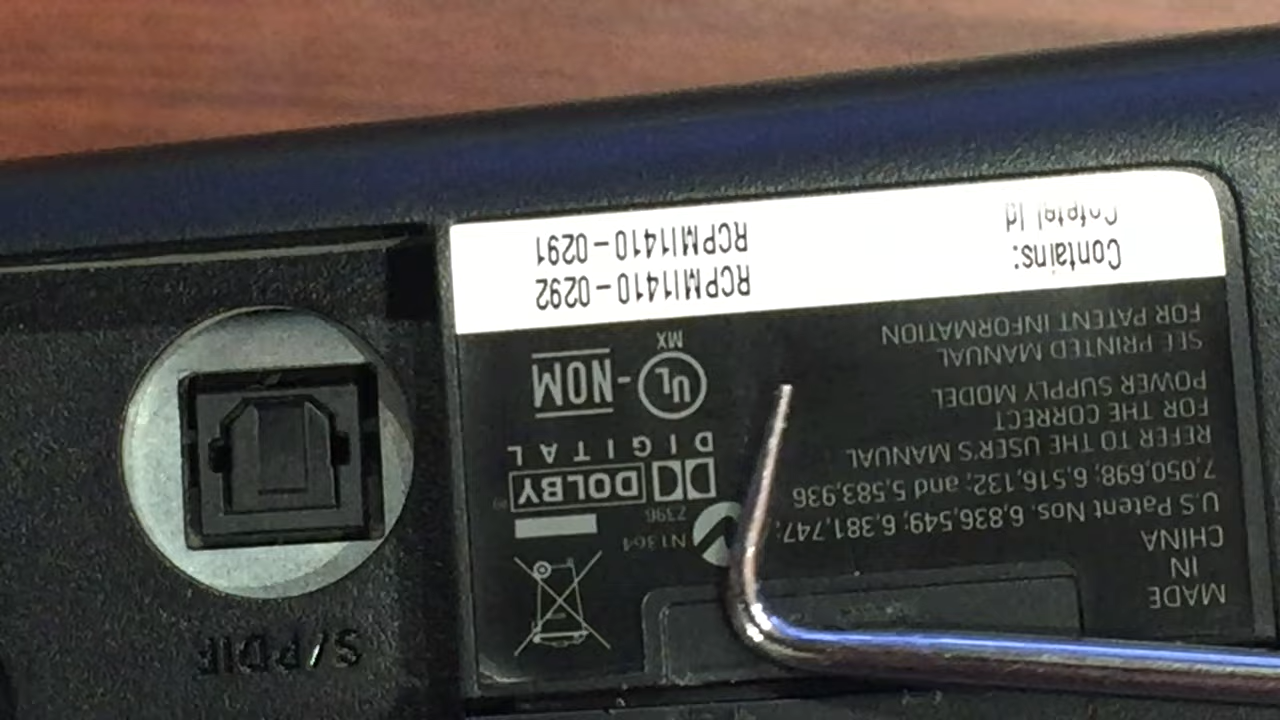 MADE
IN
CHINA
U.S Patent Nos. 6,836,549; 6,381,747;
7,050,698; 6,516,132; and 5,583,936
REFER TO THE USER'S MANUAL
FOR THE CORRECT
POWER SUPPLY MODEL
SEE PRINTED MANUAL
FOR PATENT INFORMATION
N1364
Z396
DOLBY
DIGITAL
UL -NOM
MX
Contains:
Cofetel Id
RCPMI1410-0292
RCPMI1410-0291
S/PDIF